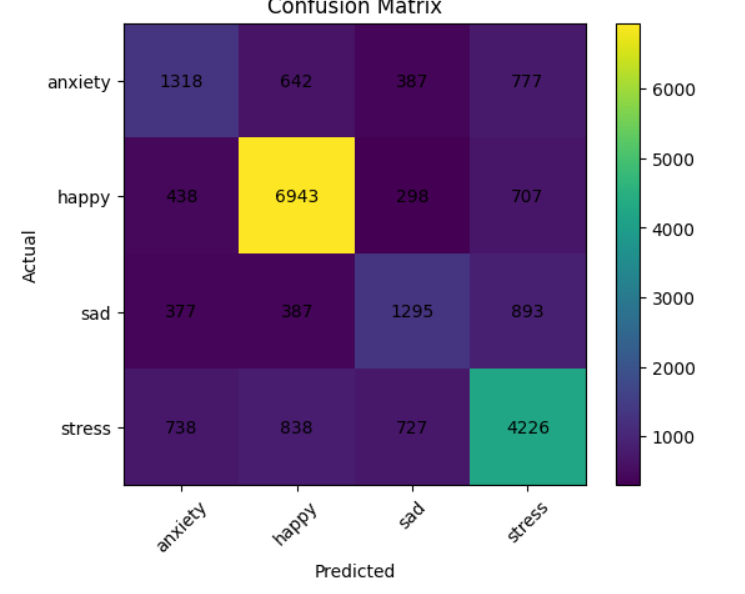 Confusion Matrix
anxiety 1318 642 387 777
happy 438 6943 298 707
sad 377 387 1295 893
stress 738 838 727 4226
anxiety happy sad stress
Predicted
Actual
6000
5000
4000
3000
2000
1000